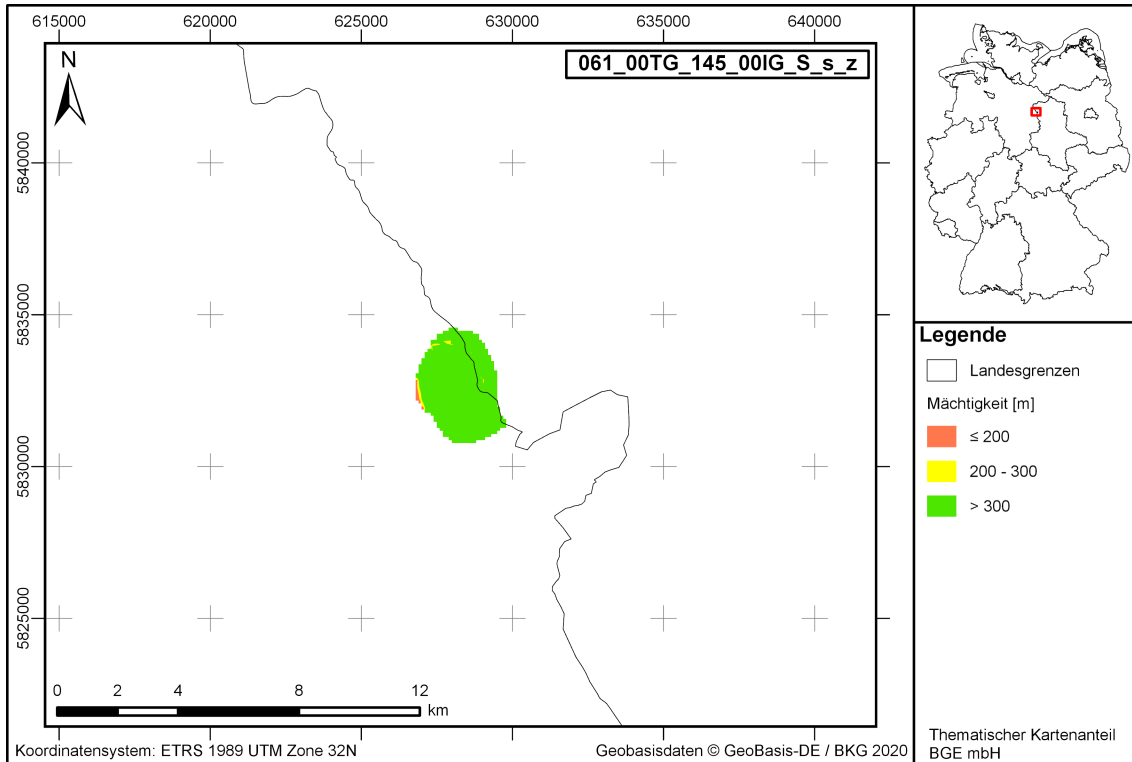 615000 620000 625000 630000 635000 640000
061_00TG_145_00IG_S_s_z
N
5840000
5835000
5830000
5825000
0 2 4 8 12
km
Koordinatensystem: ETRS 1989 UTM Zone 32N
Geobasisdaten © GeoBasis-DE / BKG 2020
Legende
Landesgrenzen
Mächtigkeit [m]
≤ 200
200 - 300
> 300
Thematischer Kartenanteil
BGE mbH